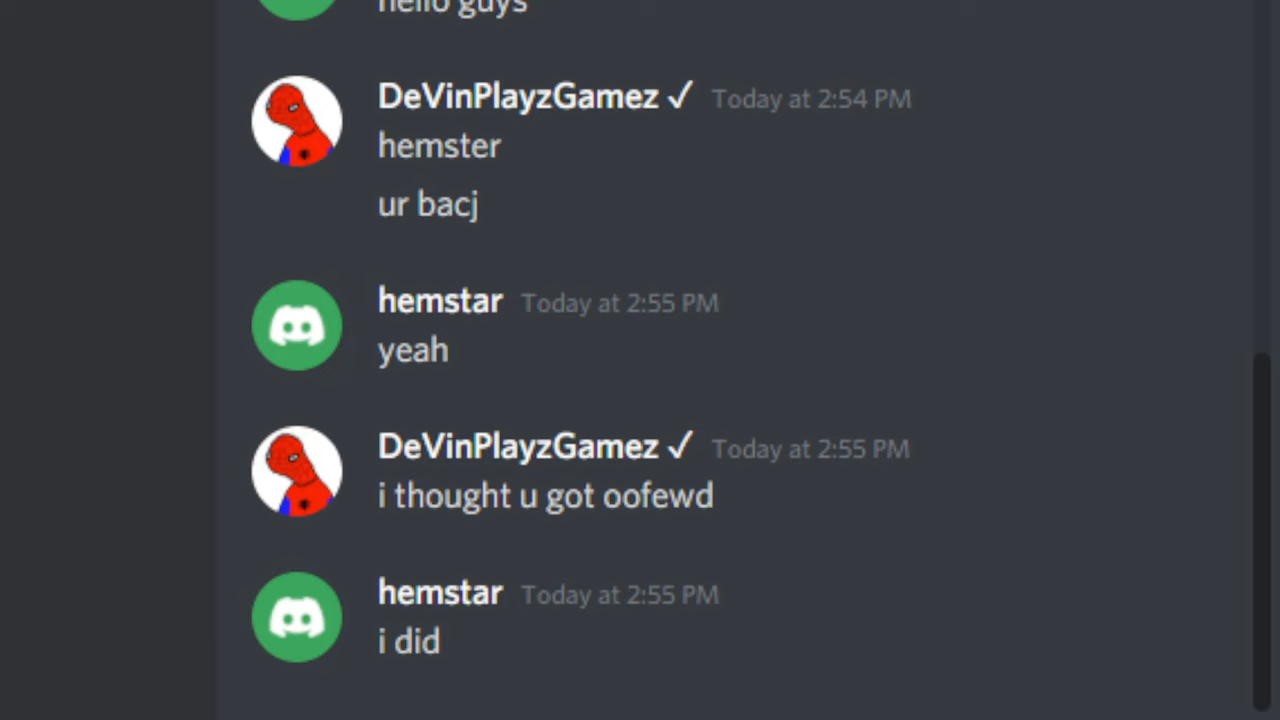 hello guys
DeVinPlayzGamez ✓ Today at 2:54 PM
hemster
ur bacj
hemstar Today at 2:55 PM
yeah
DeVinPlayzGamez ✓ Today at 2:55 PM
i thought u got oofewd
hemstar Today at 2:55 PM
i did